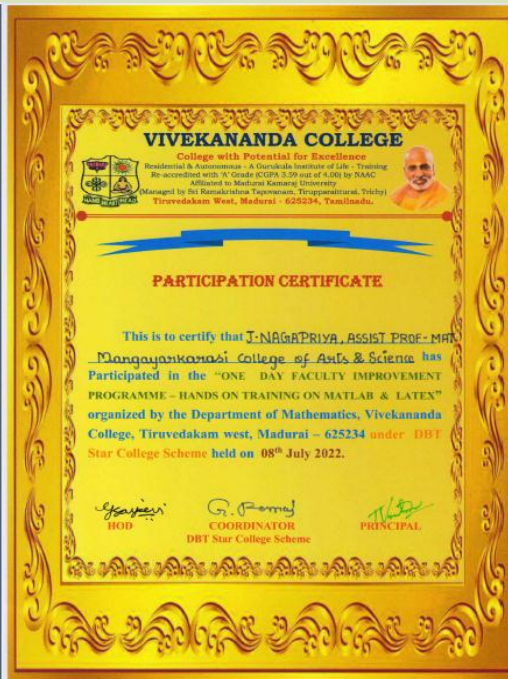 VIVEKANANDA COLLEGE
College with Potential for Excellence
Residential & Autonomous - A Gurukula Institute of Life - Training
Re-accredited with 'A' Grade (CGPA 3.59 out of 4.00) by NAAC
Affiliated to Madurai Kamaraj University
(Managed by Sri Ramakrishna Tapovanam, Tirupparaitturai, Trichy)
Tiruvedakam West, Madurai - 625234, Tamilnadu.
HAND HEART HEAD
PARTICIPATION CERTIFICATE
This is to certify that J-NAGAPRIYA, ASSIST PROF-MAT
Mangayarkarasi college of Arts & Science has
Participated in the "ONE DAY FACULTY IMPROVEMENT
PROGRAMME – HANDS ON TRAINING ON MATLAB & LATEX"
organized by the Department of Mathematics, Vivekananda
College, Tiruvedakam west, Madurai – 625234 under DBT
Star College Scheme held on 08th July 2022.
HOD
COORDINATOR
DBT Star College Scheme
PRINCIPAL